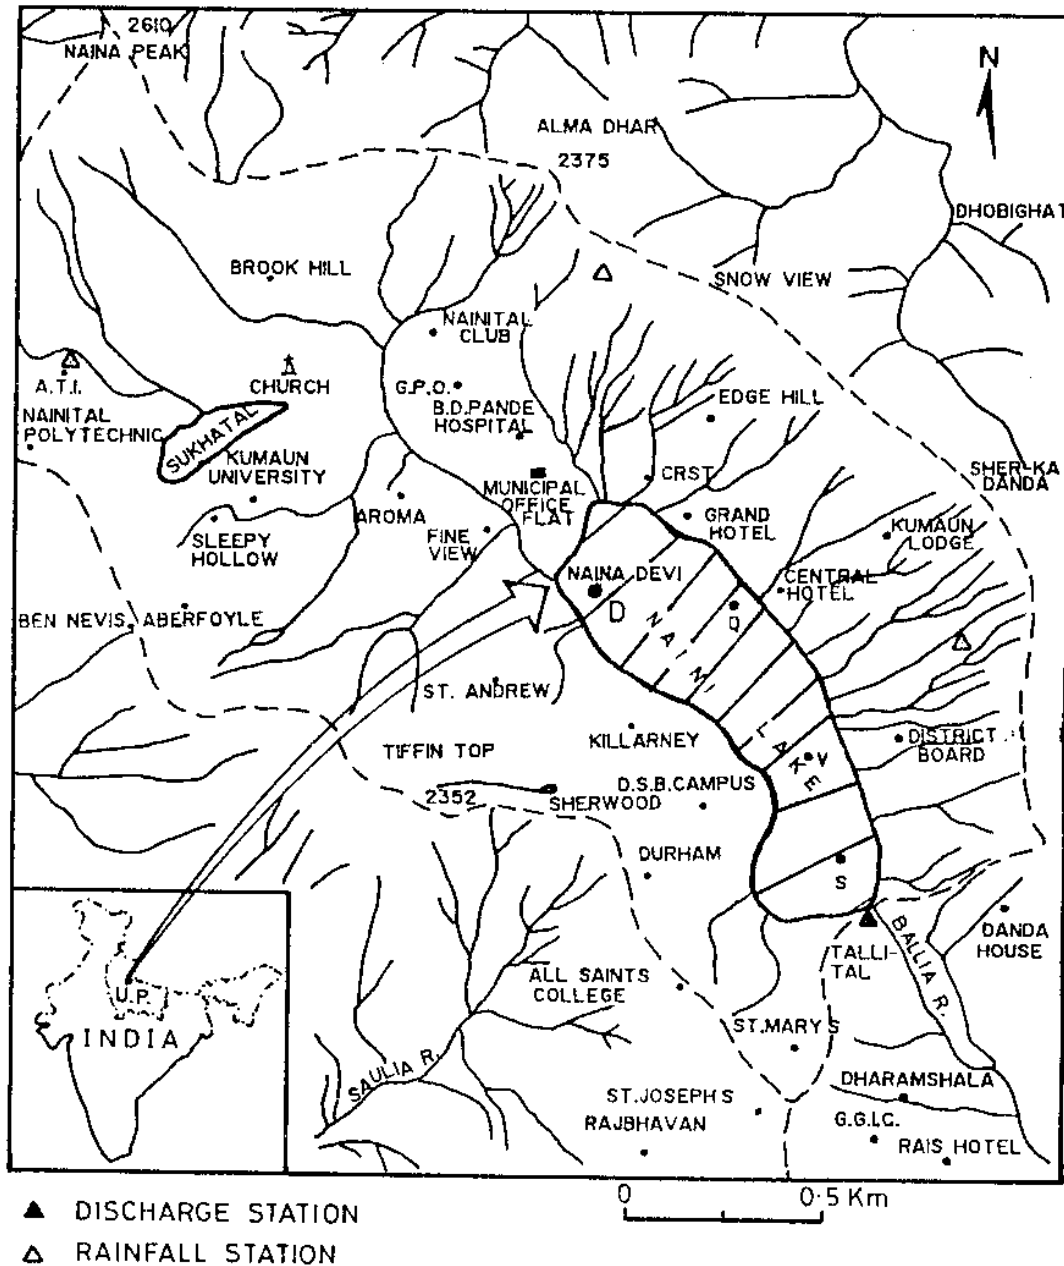 2610
NAINA PEAK
N
ALMA DHAR
2375
DHOBIGHAT
BROOK HILL
SNOW VIEW
NAINITAL
CLUB
A.T.I.
CHURCH
G.P.O.
B.D.PANDE
HOSPITAL
EDGE HILL
NAINITAL
POLYTECHNIC
SUKHATAL
KUMAUN
UNIVERSITY
CRST
SHER-KA
DANDA
MUNICIPAL
OFFICE
FLAT
AROMA
FINE
VIEW
GRAND
HOTEL
KUMAUN
LODGE
SLEEPY
HOLLOW
NAINA DEVI
CENTRAL
HOTEL
D
BEN NEVIS
ABERFOYLE
NAINI
LAKE
ST. ANDREW
TIFFIN TOP
KILLARNEY
V
DISTRICT
BOARD
2352
SHERWOOD
D.S.B.CAMPUS
DURHAM
S
U.P.
INDIA
ALL SAINTS
COLLEGE
TALLI-
TAL
BALLIA R.
DANDA
HOUSE
SAULIA R.
ST.MARY'S
ST.JOSEPH'S
RAJBHAVAN
DHARAMSHALA
G.G.I.C.
RAIS HOTEL
DISCHARGE STATION
RAINFALL STATION
0 0.5 Km